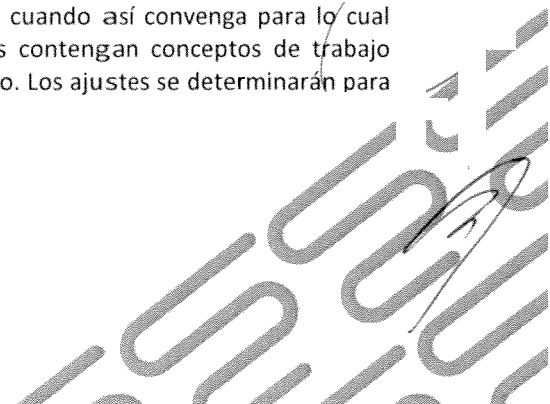 cuando así convenga para lo cual
s contengan conceptos de trabajo
o. Los ajustes se determinarán para